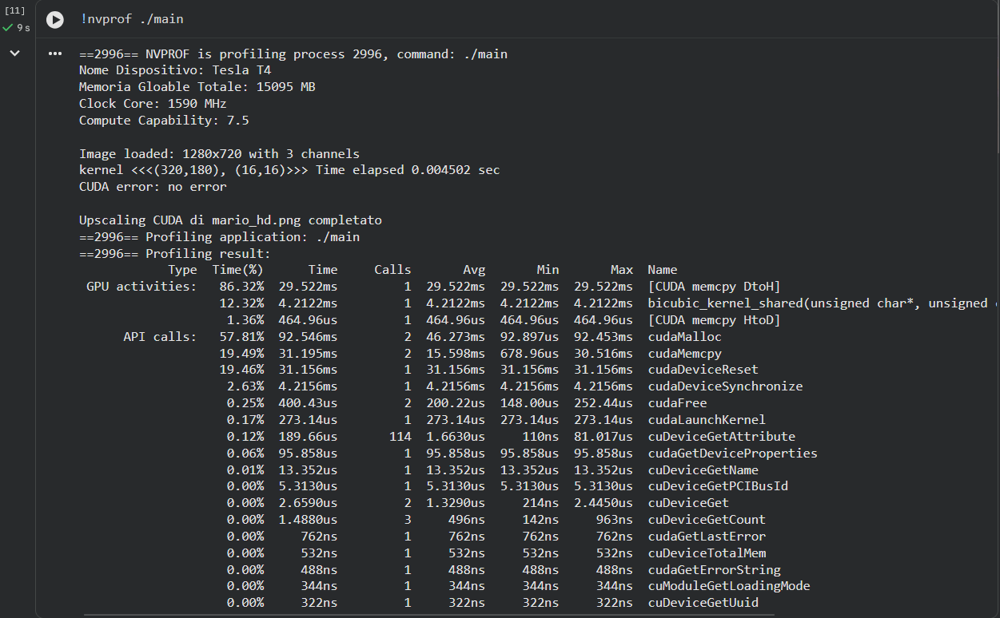 [11]
9 s
!nvprof ./main
==2996== NVPROF is profiling process 2996, command: ./main
Nome Dispositivo: Tesla T4
Memoria Gloable Totale: 15095 MB
Clock Core: 1590 MHz
Compute Capability: 7.5
Image loaded: 1280x720 with 3 channels
kernel <<<(320,180), (16,16)>>> Time elapsed 0.004502 sec
CUDA error: no error
Upscaling CUDA di mario_hd.png completato
==2996== Profiling application: ./main
==2996== Profiling result:
Type Time(%) Time Calls Avg Min Max Name
GPU activities: 86.32% 29.522ms 1 29.522ms 29.522ms 29.522ms [CUDA memcpy DtoH]
12.32% 4.2122ms 1 4.2122ms 4.2122ms 4.2122ms bicubic_kernel_shared(unsigned char*, unsigned
1.36% 464.96us 1 464.96us 464.96us 464.96us [CUDA memcpy HtoD]
API calls: 57.81% 92.546ms 2 46.273ms 92.897us 92.453ms cudaMalloc
19.49% 31.195ms 2 15.598ms 678.96us 30.516ms cudaMemcpy
19.46% 31.156ms 1 31.156ms 31.156ms 31.156ms cudaDeviceReset
2.63% 4.2156ms 1 4.2156ms 4.2156ms 4.2156ms cudaDeviceSynchronize
0.25% 400.43us 2 200.22us 148.00us 252.44us cudaFree
0.17% 273.14us 1 273.14us 273.14us 273.14us cudaLaunchKernel
0.12% 189.66us 114 1.6630us 110ns 81.017us cuDeviceGetAttribute
0.06% 95.858us 1 95.858us 95.858us 95.858us cudaGetDeviceProperties
0.01% 13.352us 1 13.352us 13.352us 13.352us cuDeviceGetName
0.00% 5.3130us 1 5.3130us 5.3130us 5.3130us cuDeviceGetPCIBusId
0.00% 2.6590us 2 1.3290us 214ns 2.4450us cuDeviceGet
0.00% 1.4880us 3 496ns 142ns 963ns cuDeviceGetCount
0.00% 762ns 1 762ns 762ns 762ns cudaGetLastError
0.00% 532ns 1 532ns 532ns 532ns cuDeviceTotalMem
0.00% 488ns 1 488ns 488ns 488ns cudaGetErrorString
0.00% 344ns 1 344ns 344ns 344ns cuModuleGetLoadingMode
0.00% 322ns 1 322ns 322ns 322ns cuDeviceGetUuid